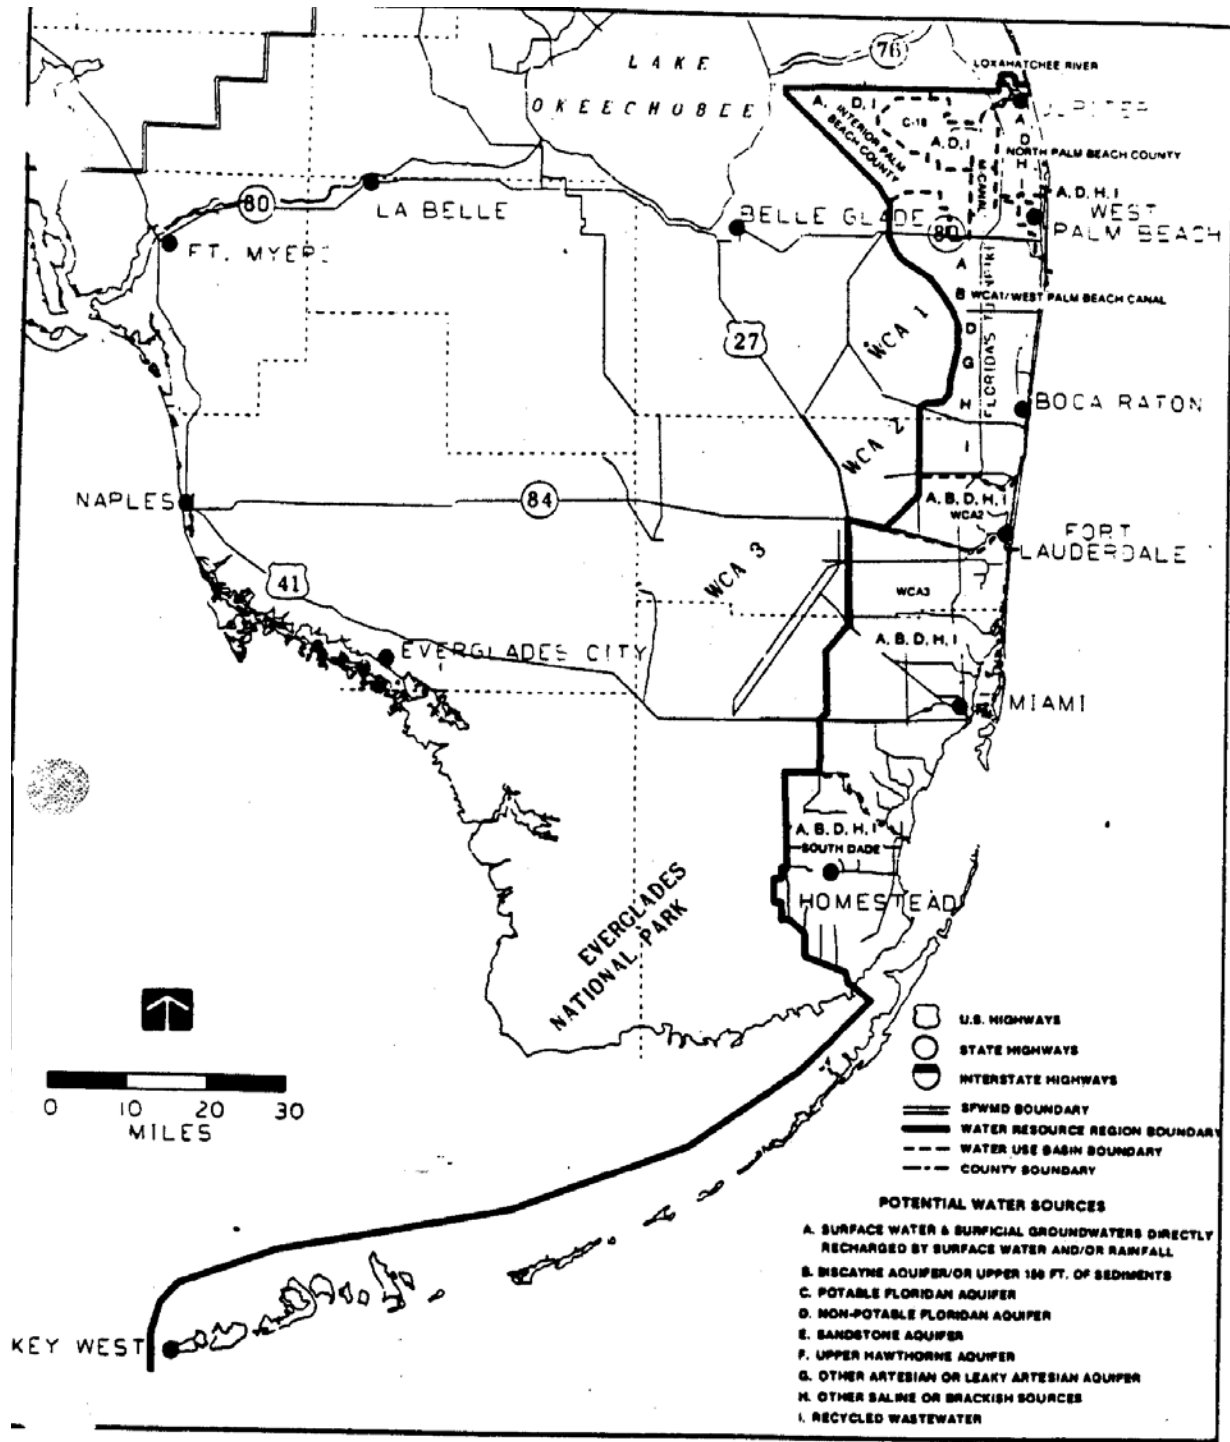 LAKE
OKEECHOBEE
76
LOXAHATCHEE RIVER
JUPITER
A, D, I
INTERIOR PALM
BEACH COUNTY
C-18
A, D, I
A
D
H
NORTH PALM BEACH COUNTY
M-CANAL
A, D, H, I
WEST
PALM BEACH
80
LA BELLE
FT. MYERS
BELLE GLADE
80
A
B
D
G
H
I
WCA1/WEST PALM BEACH CANAL
FLORIDA'S TURNPIKE
WCA 1
27
BOCA RATON
WCA 2
NAPLES
84
A, B, D, H, I
WCA2
FORT
LAUDERDALE
WCA 3
41
WCA3
A, B, D, H, I
EVERGLADES CITY
MIAMI
A, B, D, H, I
SOUTH DADE
HOMESTEAD
EVERGLADES
NATIONAL PARK
0 10 20 30
MILES
U.S. HIGHWAYS
STATE HIGHWAYS
INTERSTATE HIGHWAYS
SFWMD BOUNDARY
WATER RESOURCE REGION BOUNDARY
WATER USE BASIN BOUNDARY
COUNTY BOUNDARY
POTENTIAL WATER SOURCES
A. SURFACE WATER & SURFICIAL GROUNDWATERS DIRECTLY
RECHARGED BY SURFACE WATER AND/OR RAINFALL
B. BISCAYNE AQUIFER/OR UPPER 150 FT. OF SEDIMENTS
C. POTABLE FLORIDAN AQUIFER
D. NON-POTABLE FLORIDAN AQUIFER
E. SANDSTONE AQUIFER
F. UPPER HAWTHORNE AQUIFER
G. OTHER ARTESIAN OR LEAKY ARTESIAN AQUIFER
H. OTHER SALINE OR BRACKISH SOURCES
I. RECYCLED WASTEWATER
KEY WEST